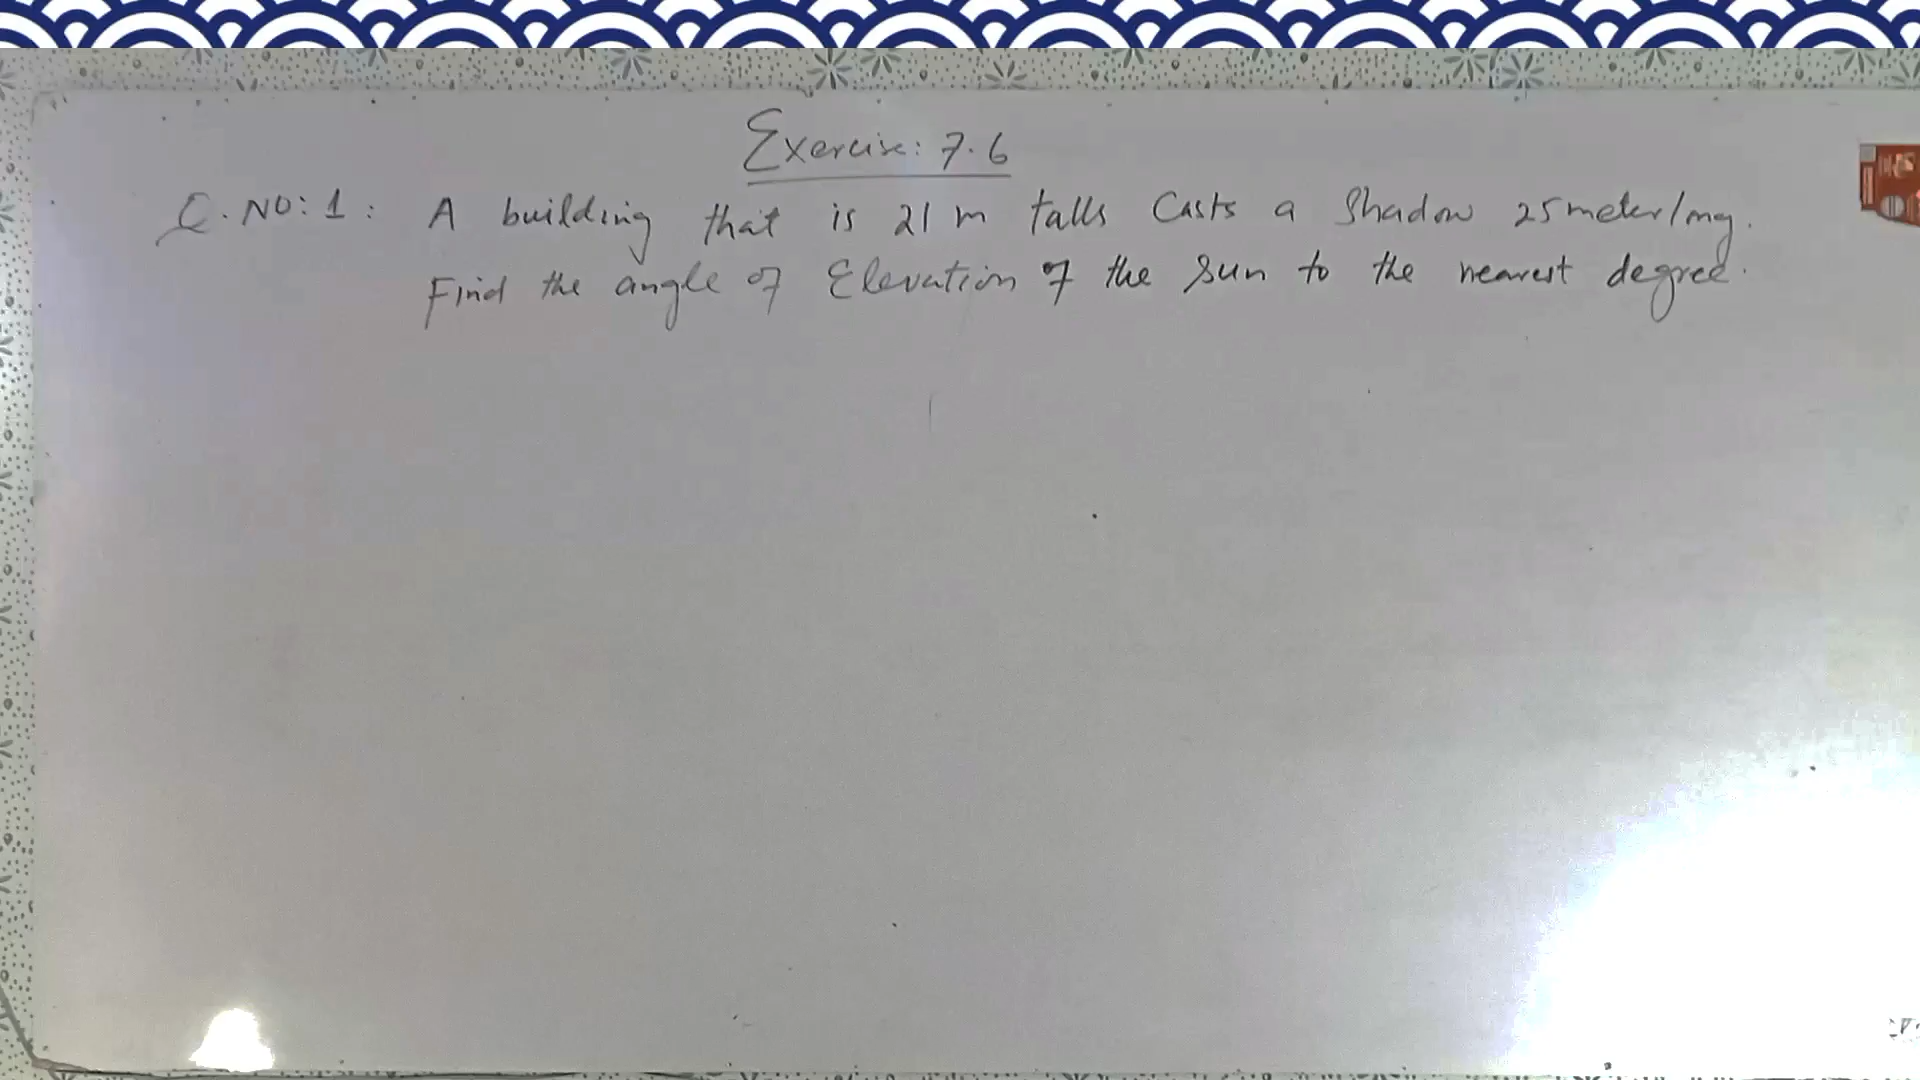 Exercise: 7.6
Q. NO: 1: A building that is 21 m talls Casts a Shadow 25 meter long.
Find the angle of Elevation of the sun to the nearest degree.